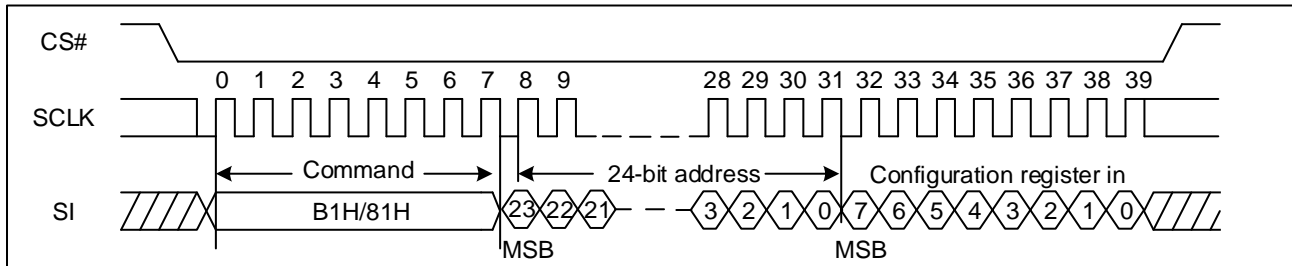 CS#
0 1 2 3 4 5 6 7 8 9 28 29 30 31 32 33 34 35 36 37 38 39
SCLK
Command 24-bit address Configuration register in
SI B1H/81H 23 22 21 3 2 1 0 7 6 5 4 3 2 1 0
MSB MSB